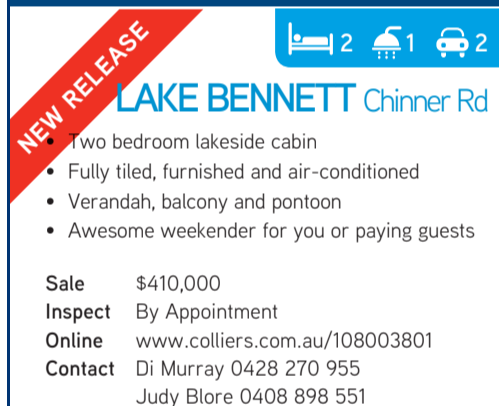 2 1 2
NEW RELEASE
LAKE BENNETT Chinner Rd
• Two bedroom lakeside cabin
• Fully tiled, furnished and air-conditioned
• Verandah, balcony and pontoon
• Awesome weekender for you or paying guests
Sale $410,000
Inspect By Appointment
Online www.colliers.com.au/108003801
Contact Di Murray 0428 270 955
Judy Blore 0408 898 551